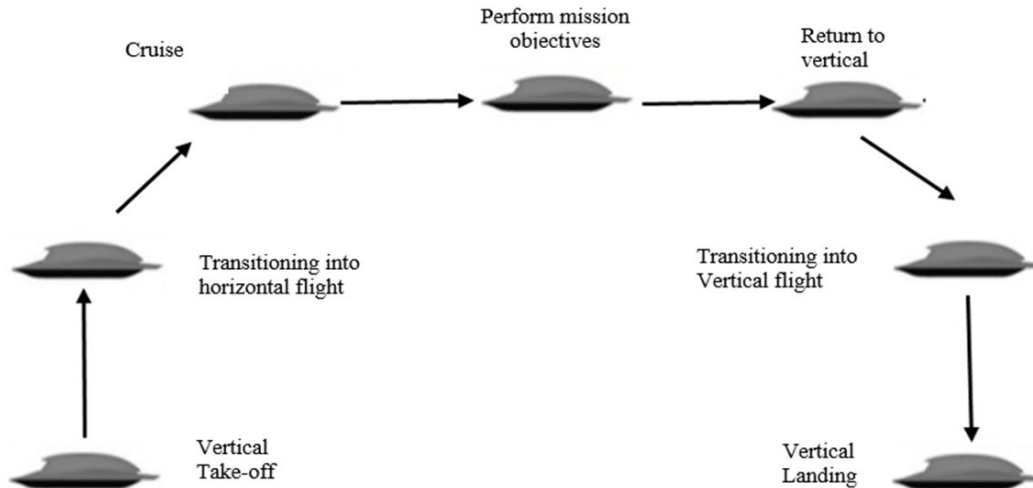 Perform mission
objectives
Cruise
Return to
vertical
Transitioning into
horizontal flight
Transitioning into
Vertical flight
Vertical
Take-off
Vertical
Landing